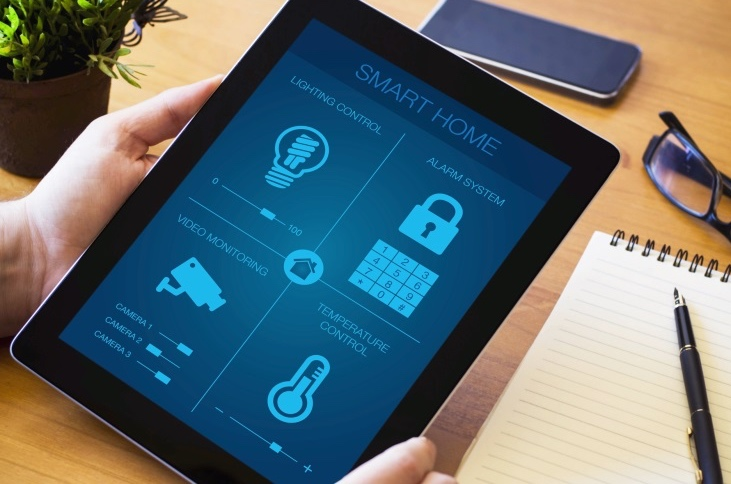 SMART HOME
LIGHTING CONTROL
0
100
ALARM SYSTEM
1 2 3
4 5 6
7 8 9
* 0 #
VIDEO MONITORING
CAMERA 1
CAMERA 2
CAMERA 3
TEMPERATURE
CONTROL
- +